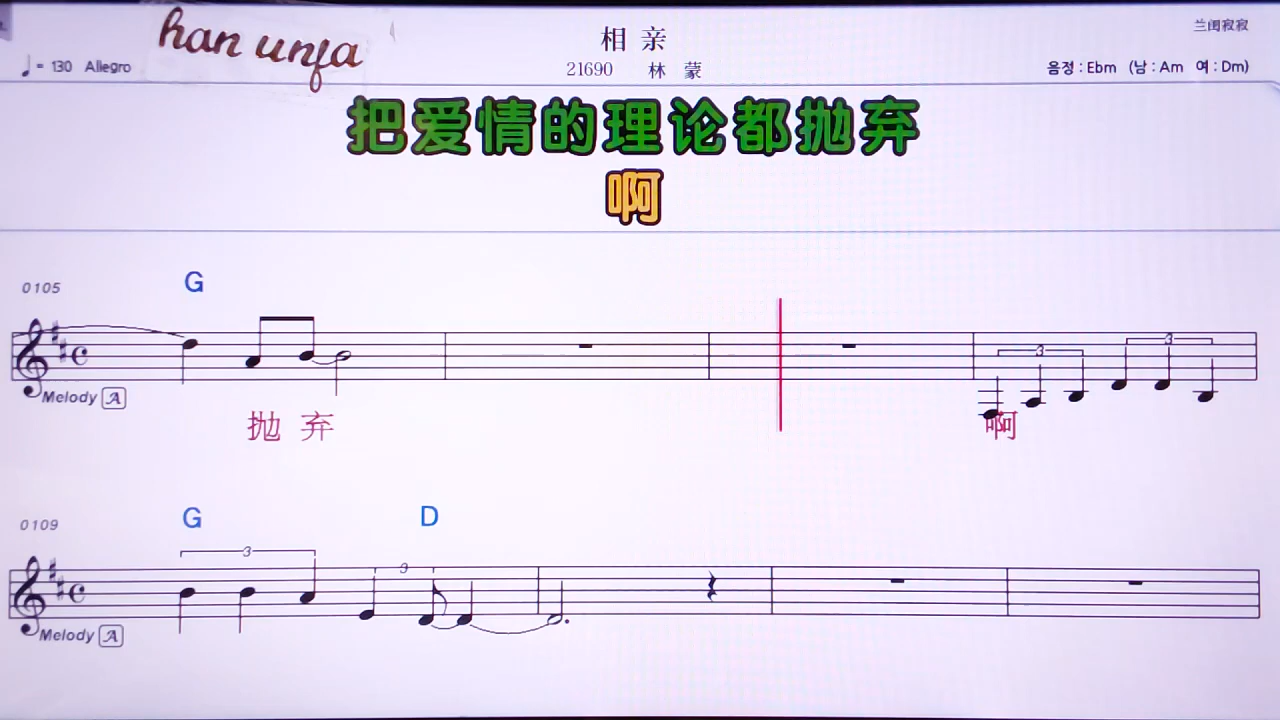 han unfa
相亲
兰闺寂寂
♩= 130 Allegro
21690 林 蒙
음정 : Ebm (남 : Am 여 : Dm)
把爱情的理论都抛弃
啊
0105
G
3
3
Melody A
抛 弃
啊
0109
G
D
3
Melody A